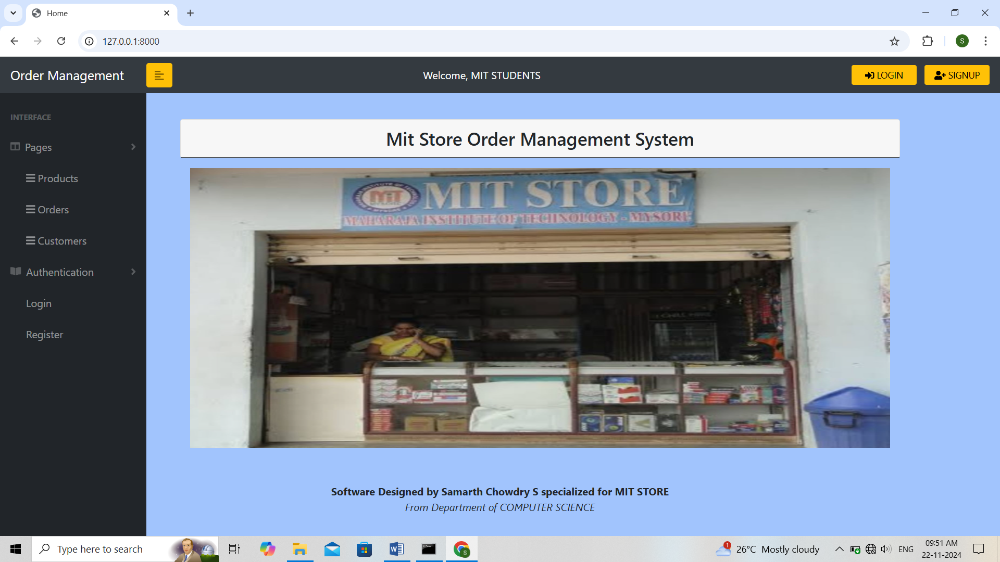 Home
127.0.0.1:8000
S
Order Management
Welcome, MIT STUDENTS
LOGIN
SIGNUP
INTERFACE
Pages
Products
Orders
Customers
Authentication
Login
Register
Mit Store Order Management System
MIT STORE
MAHARAJA INSTITUTE OF TECHNOLOGY - MYSORE
MIT
MYSORE
Software Designed by Samarth Chowdry S specialized for MIT STORE
From Department of COMPUTER SCIENCE
Type here to search
S
1
26°C Mostly cloudy
ENG
09:51 AM
22-11-2024